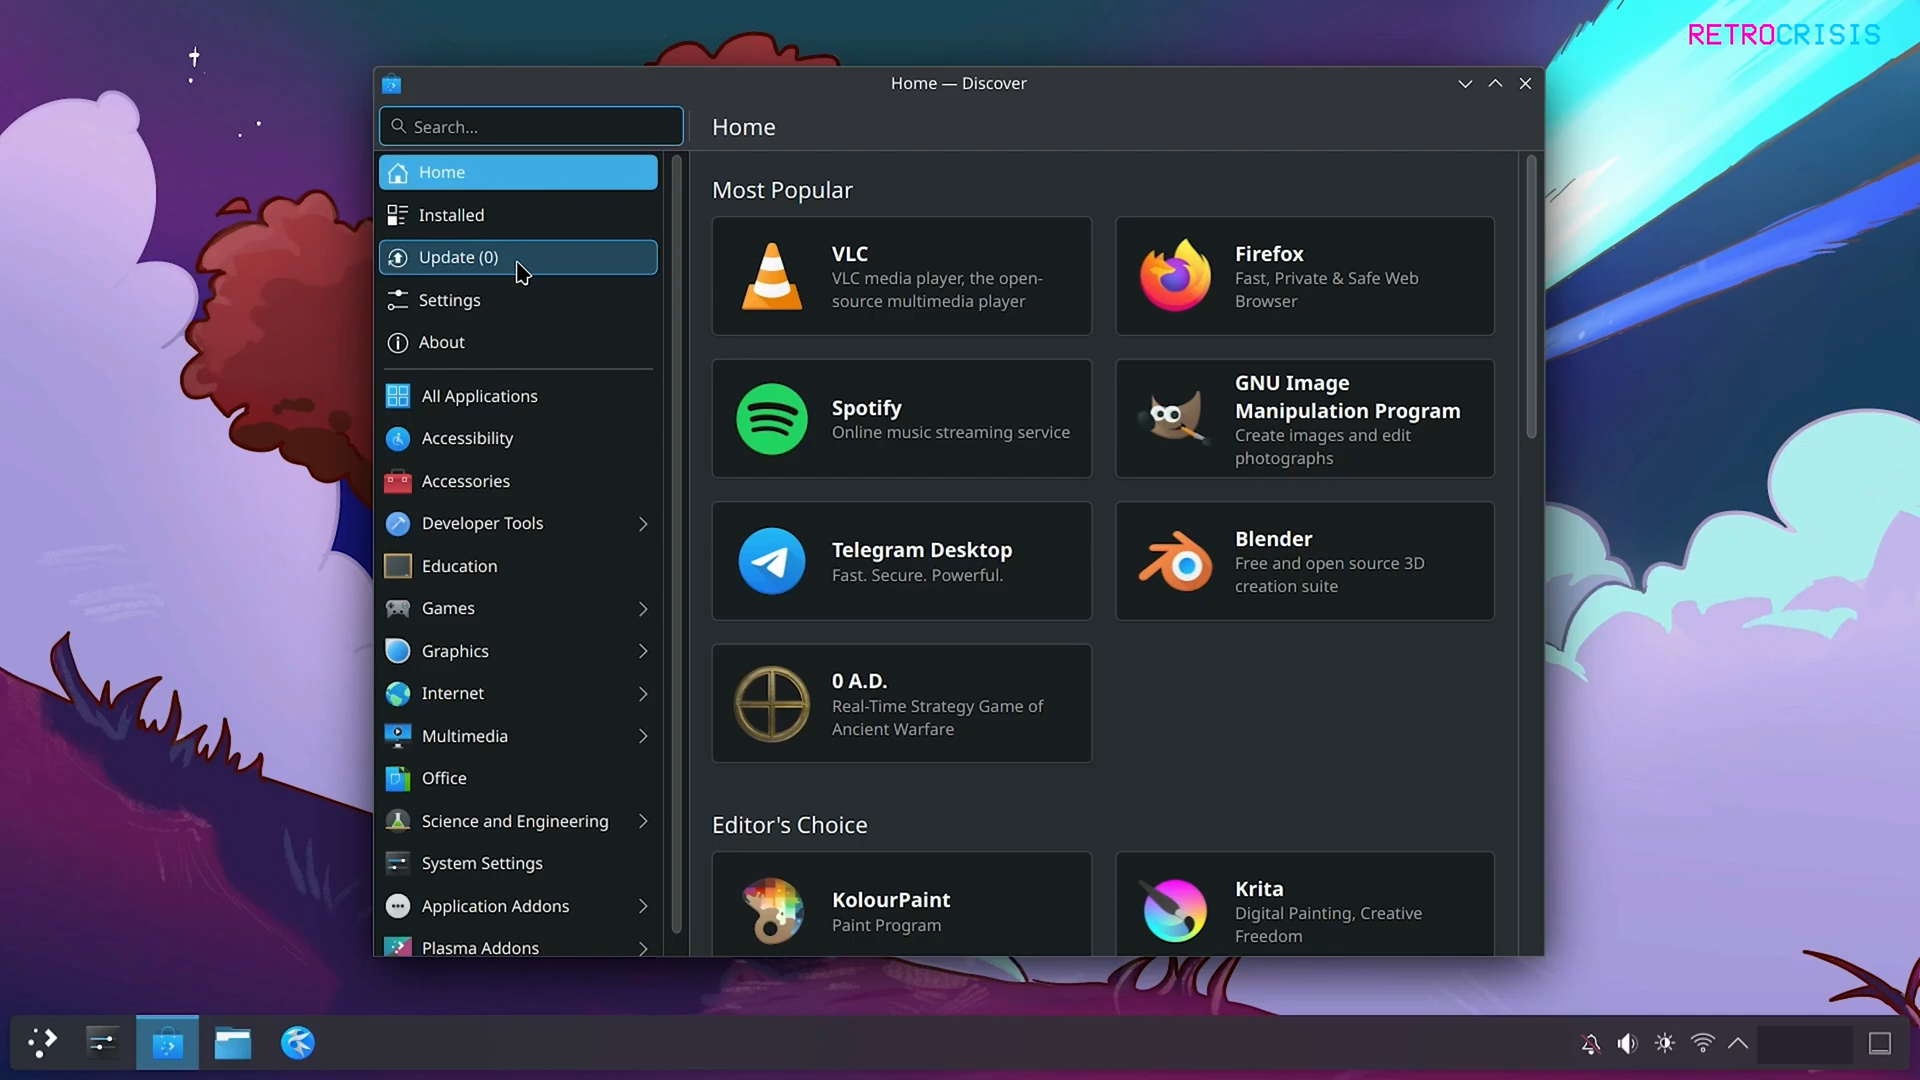 RETROCRISIS
Home — Discover
Search...
Home
Home
Installed
Update (0)
Settings
About
All Applications
Accessibility
Accessories
Developer Tools
Education
Games
Graphics
Internet
Multimedia
Office
Science and Engineering
System Settings
Application Addons
Plasma Addons
Most Popular
VLC
VLC media player, the open-
source multimedia player
Firefox
Fast, Private & Safe Web
Browser
Spotify
Online music streaming service
GNU Image
Manipulation Program
Create images and edit
photographs
Telegram Desktop
Fast. Secure. Powerful.
Blender
Free and open source 3D
creation suite
0 A.D.
Real-Time Strategy Game of
Ancient Warfare
Editor's Choice
KolourPaint
Paint Program
Krita
Digital Painting, Creative
Freedom